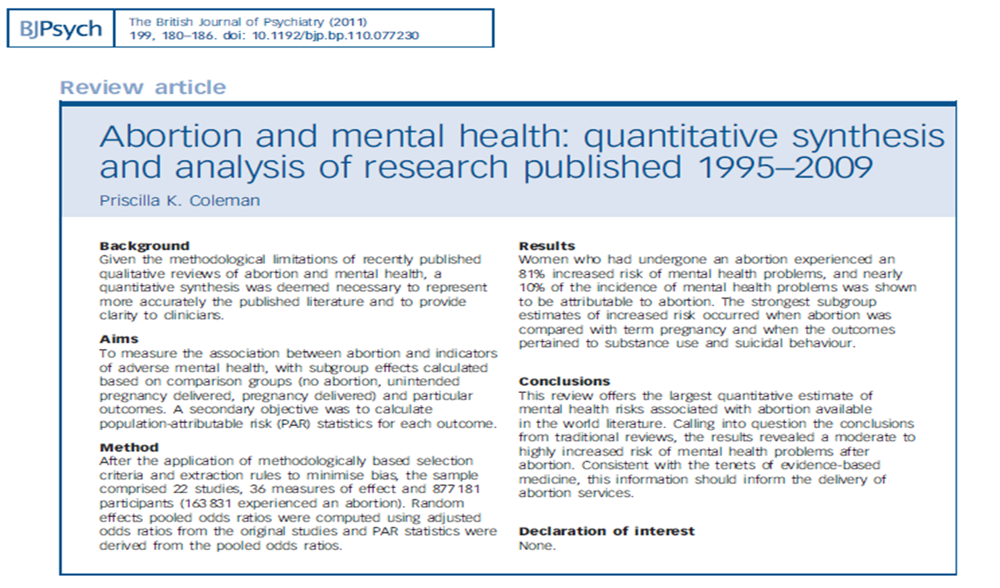 BJPsych
The British Journal of Psychiatry (2011)
199, 180–186. doi: 10.1192/bjp.bp.110.077230
Review article
Abortion and mental health: quantitative synthesis
and analysis of research published 1995–2009
Priscilla K. Coleman
Background
Given the methodological limitations of recently published
qualitative reviews of abortion and mental health, a
quantitative synthesis was deemed necessary to represent
more accurately the published literature and to provide
clarity to clinicians.
Aims
To measure the association between abortion and indicators
of adverse mental health, with subgroup effects calculated
based on comparison groups (no abortion, unintended
pregnancy delivered, pregnancy delivered) and particular
outcomes. A secondary objective was to calculate
population-attributable risk (PAR) statistics for each outcome.
Method
After the application of methodologically based selection
criteria and extraction rules to minimise bias, the sample
comprised 22 studies, 36 measures of effect and 877 181
participants (163 831 experienced an abortion). Random
effects pooled odds ratios were computed using adjusted
odds ratios from the original studies and PAR statistics were
derived from the pooled odds ratios.
Results
Women who had undergone an abortion experienced an
81% increased risk of mental health problems, and nearly
10% of the incidence of mental health problems was shown
to be attributable to abortion. The strongest subgroup
estimates of increased risk occurred when abortion was
compared with term pregnancy and when the outcomes
pertained to substance use and suicidal behaviour.
Conclusions
This review offers the largest quantitative estimate of
mental health risks associated with abortion available
in the world literature. Calling into question the conclusions
from traditional reviews, the results revealed a moderate to
highly increased risk of mental health problems after
abortion. Consistent with the tenets of evidence-based
medicine, this information should inform the delivery of
abortion services.
Declaration of interest
None.